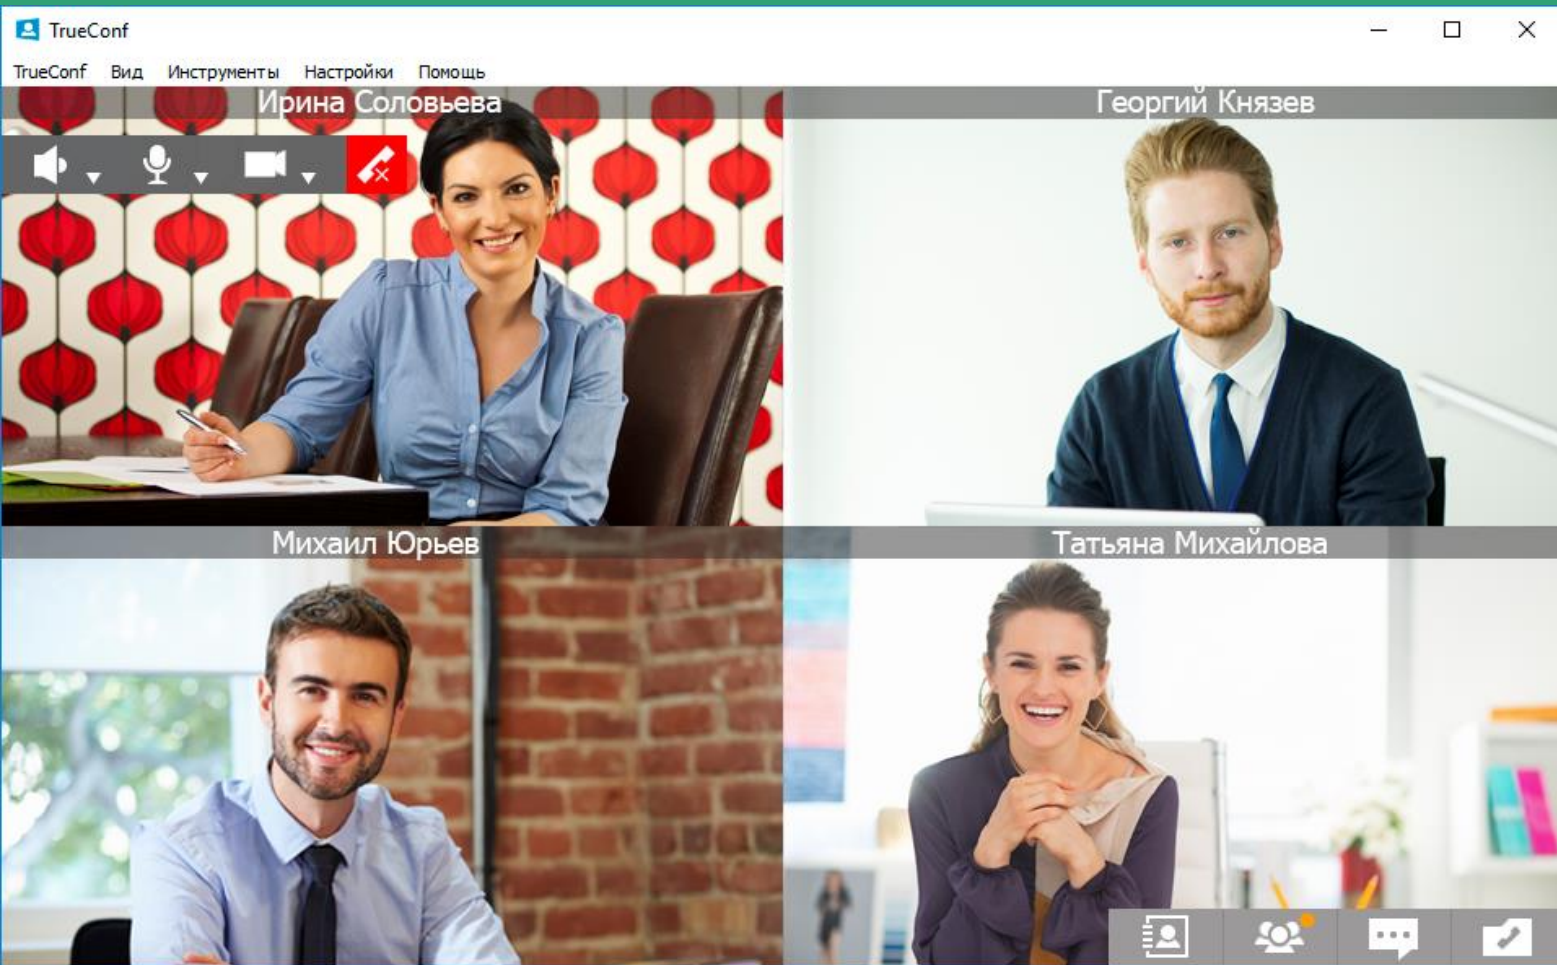 TrueConf
TrueConf Вид Инструменты Настройки Помощь
Ирина Соловьева
Георгий Князев
Михаил Юрьев
Татьяна Михайлова